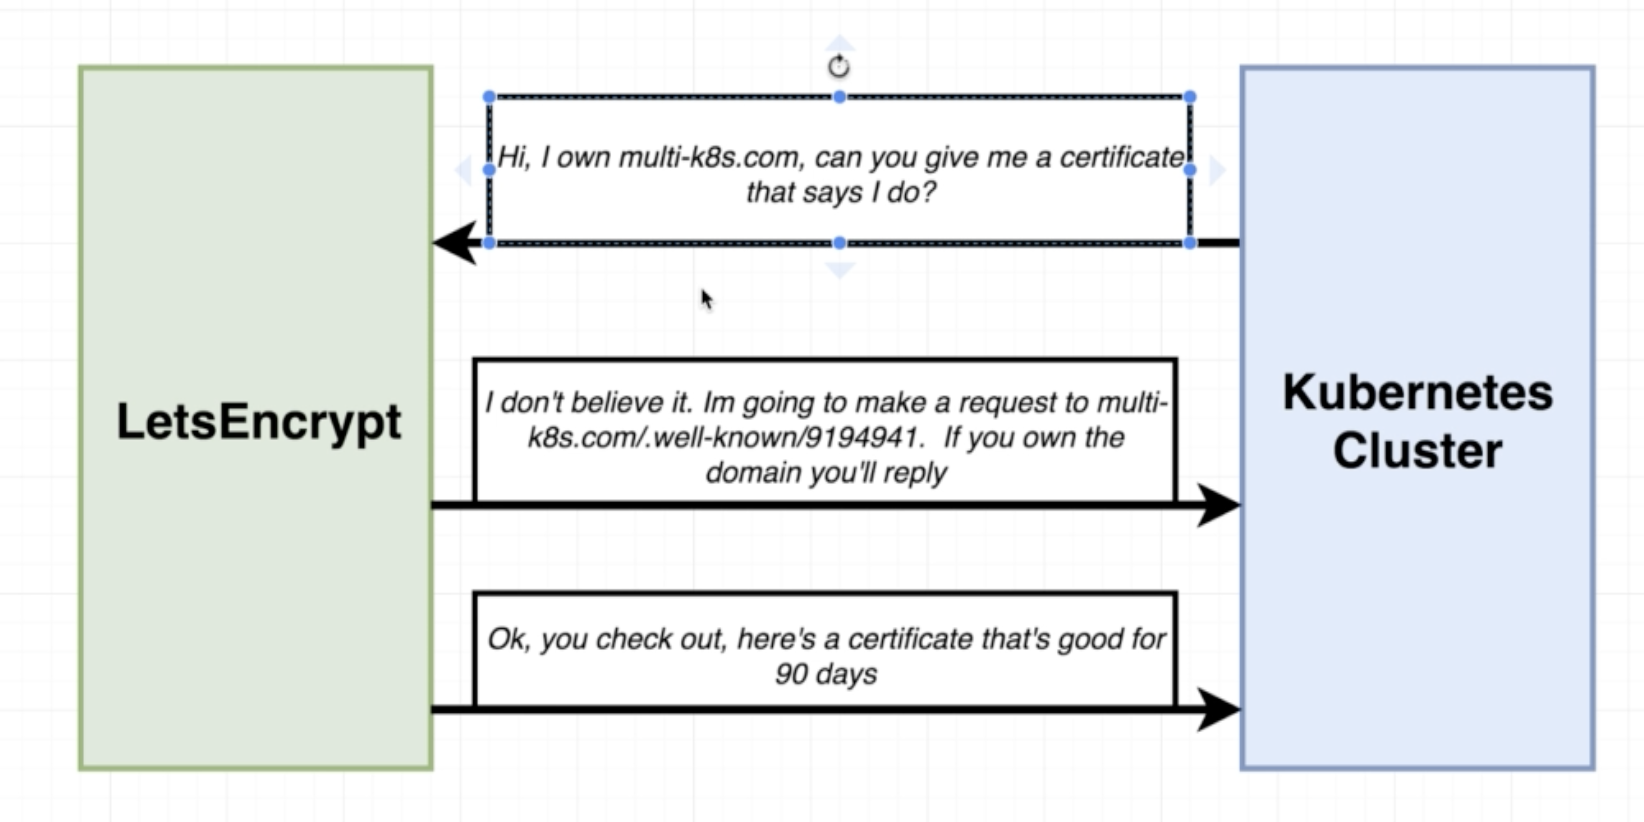 Hi, I own multi-k8s.com, can you give me a certificate
that says I do?
LetsEncrypt
I don't believe it. Im going to make a request to multi-
k8s.com/.well-known/9194941.  If you own the
domain you'll reply
Kubernetes
Cluster
Ok, you check out, here's a certificate that's good for
90 days